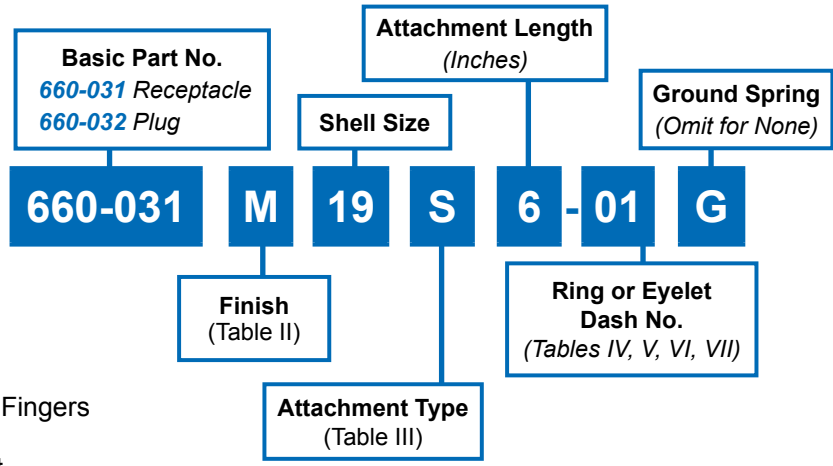 Basic Part No.
660-031 Receptacle
660-032 Plug
Shell Size
Attachment Length
(Inches)
Ground Spring
(Omit for None)
660-031 M 19 S 6 - 01 G
Finish
(Table II)
Attachment Type
(Table III)
Ring or Eyelet
Dash No.
(Tables IV, V, VI, VII)
Fingers